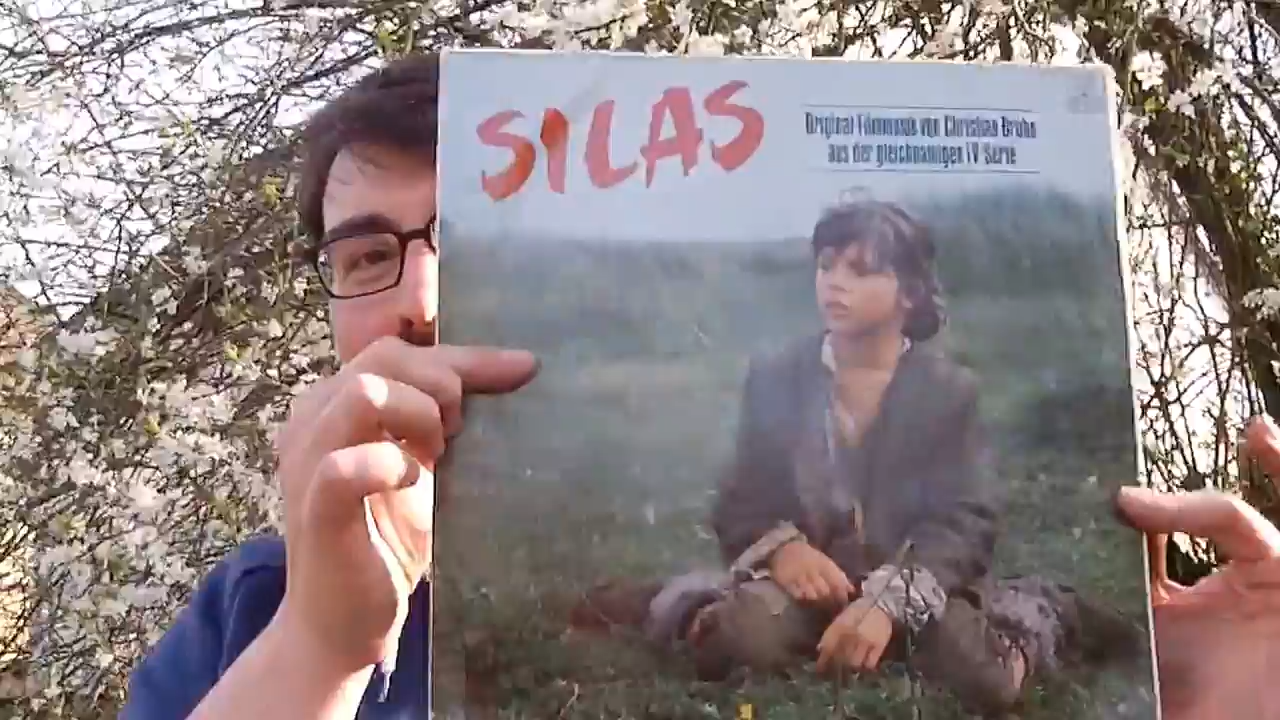 SILAS
Original Filmmusik von Christian Bruhn
aus der gleichnamigen TV-Serie